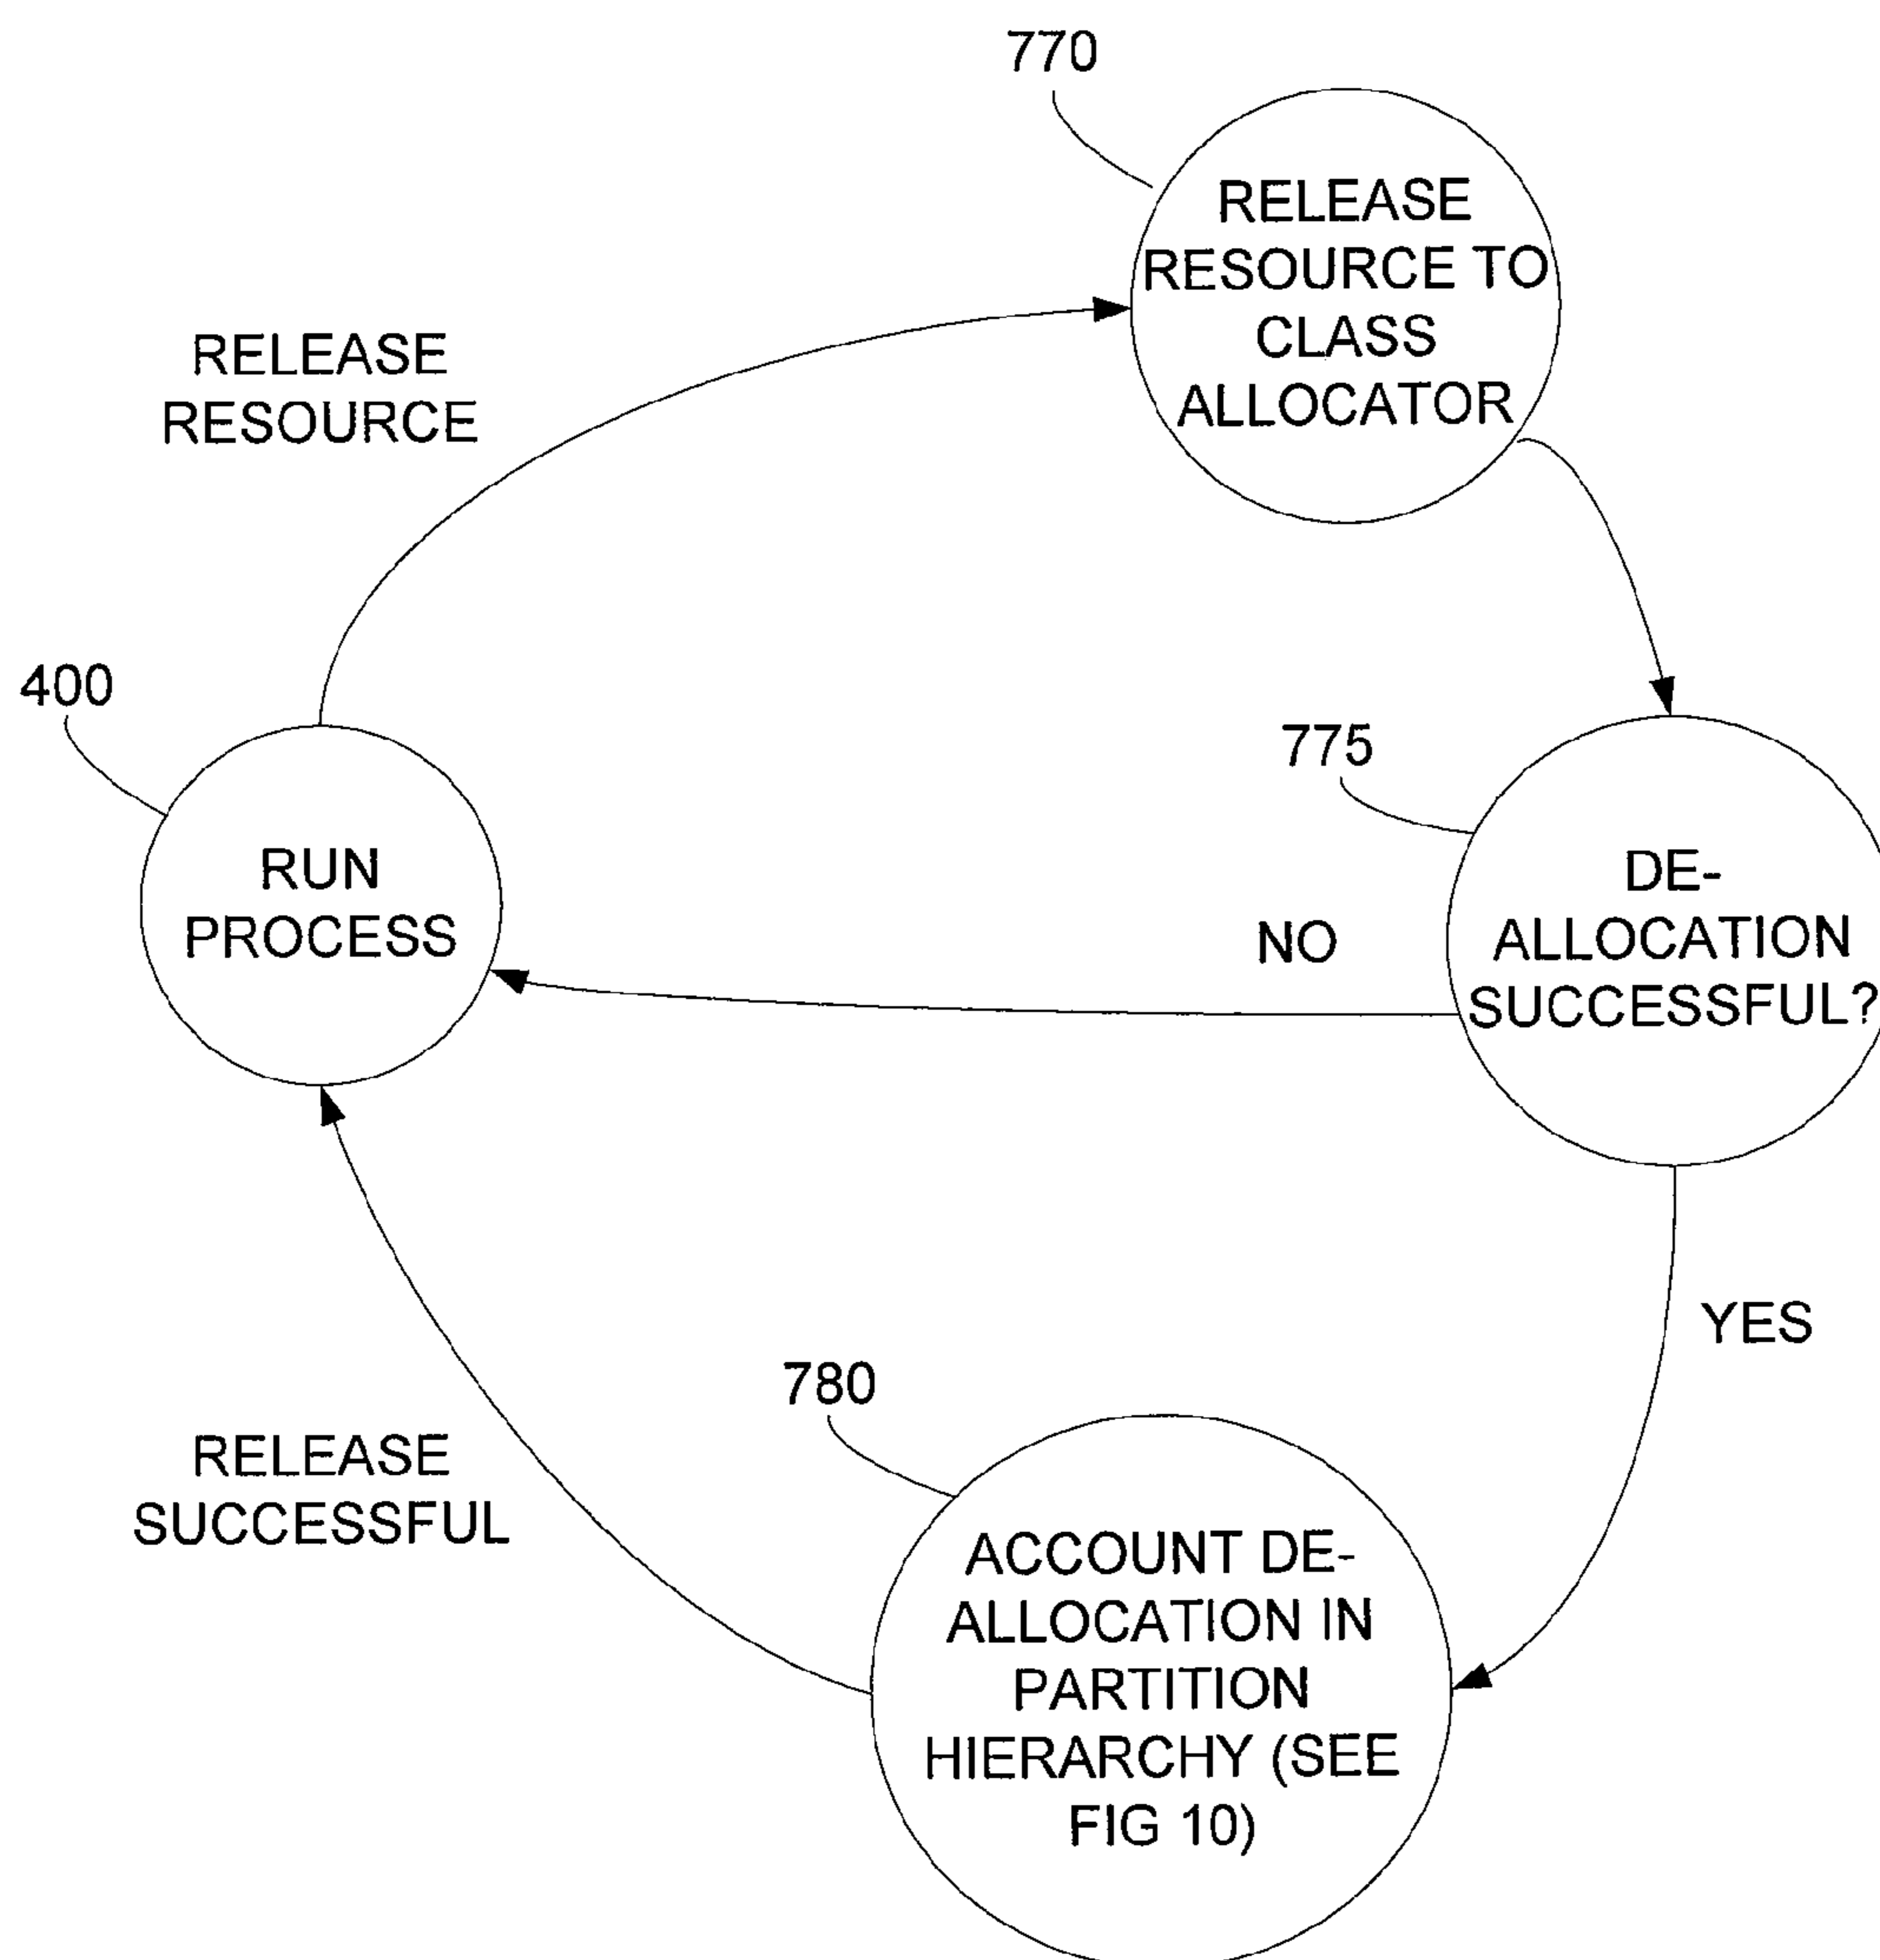 770
RELEASE
RESOURCE TO
CLASS
ALLOCATOR
RELEASE
RESOURCE
400
RUN
PROCESS
775
DE-
ALLOCATION
SUCCESSFUL?
NO
YES
780
ACCOUNT DE-
ALLOCATION IN
PARTITION
HIERARCHY (SEE
FIG 10)
RELEASE
SUCCESSFUL